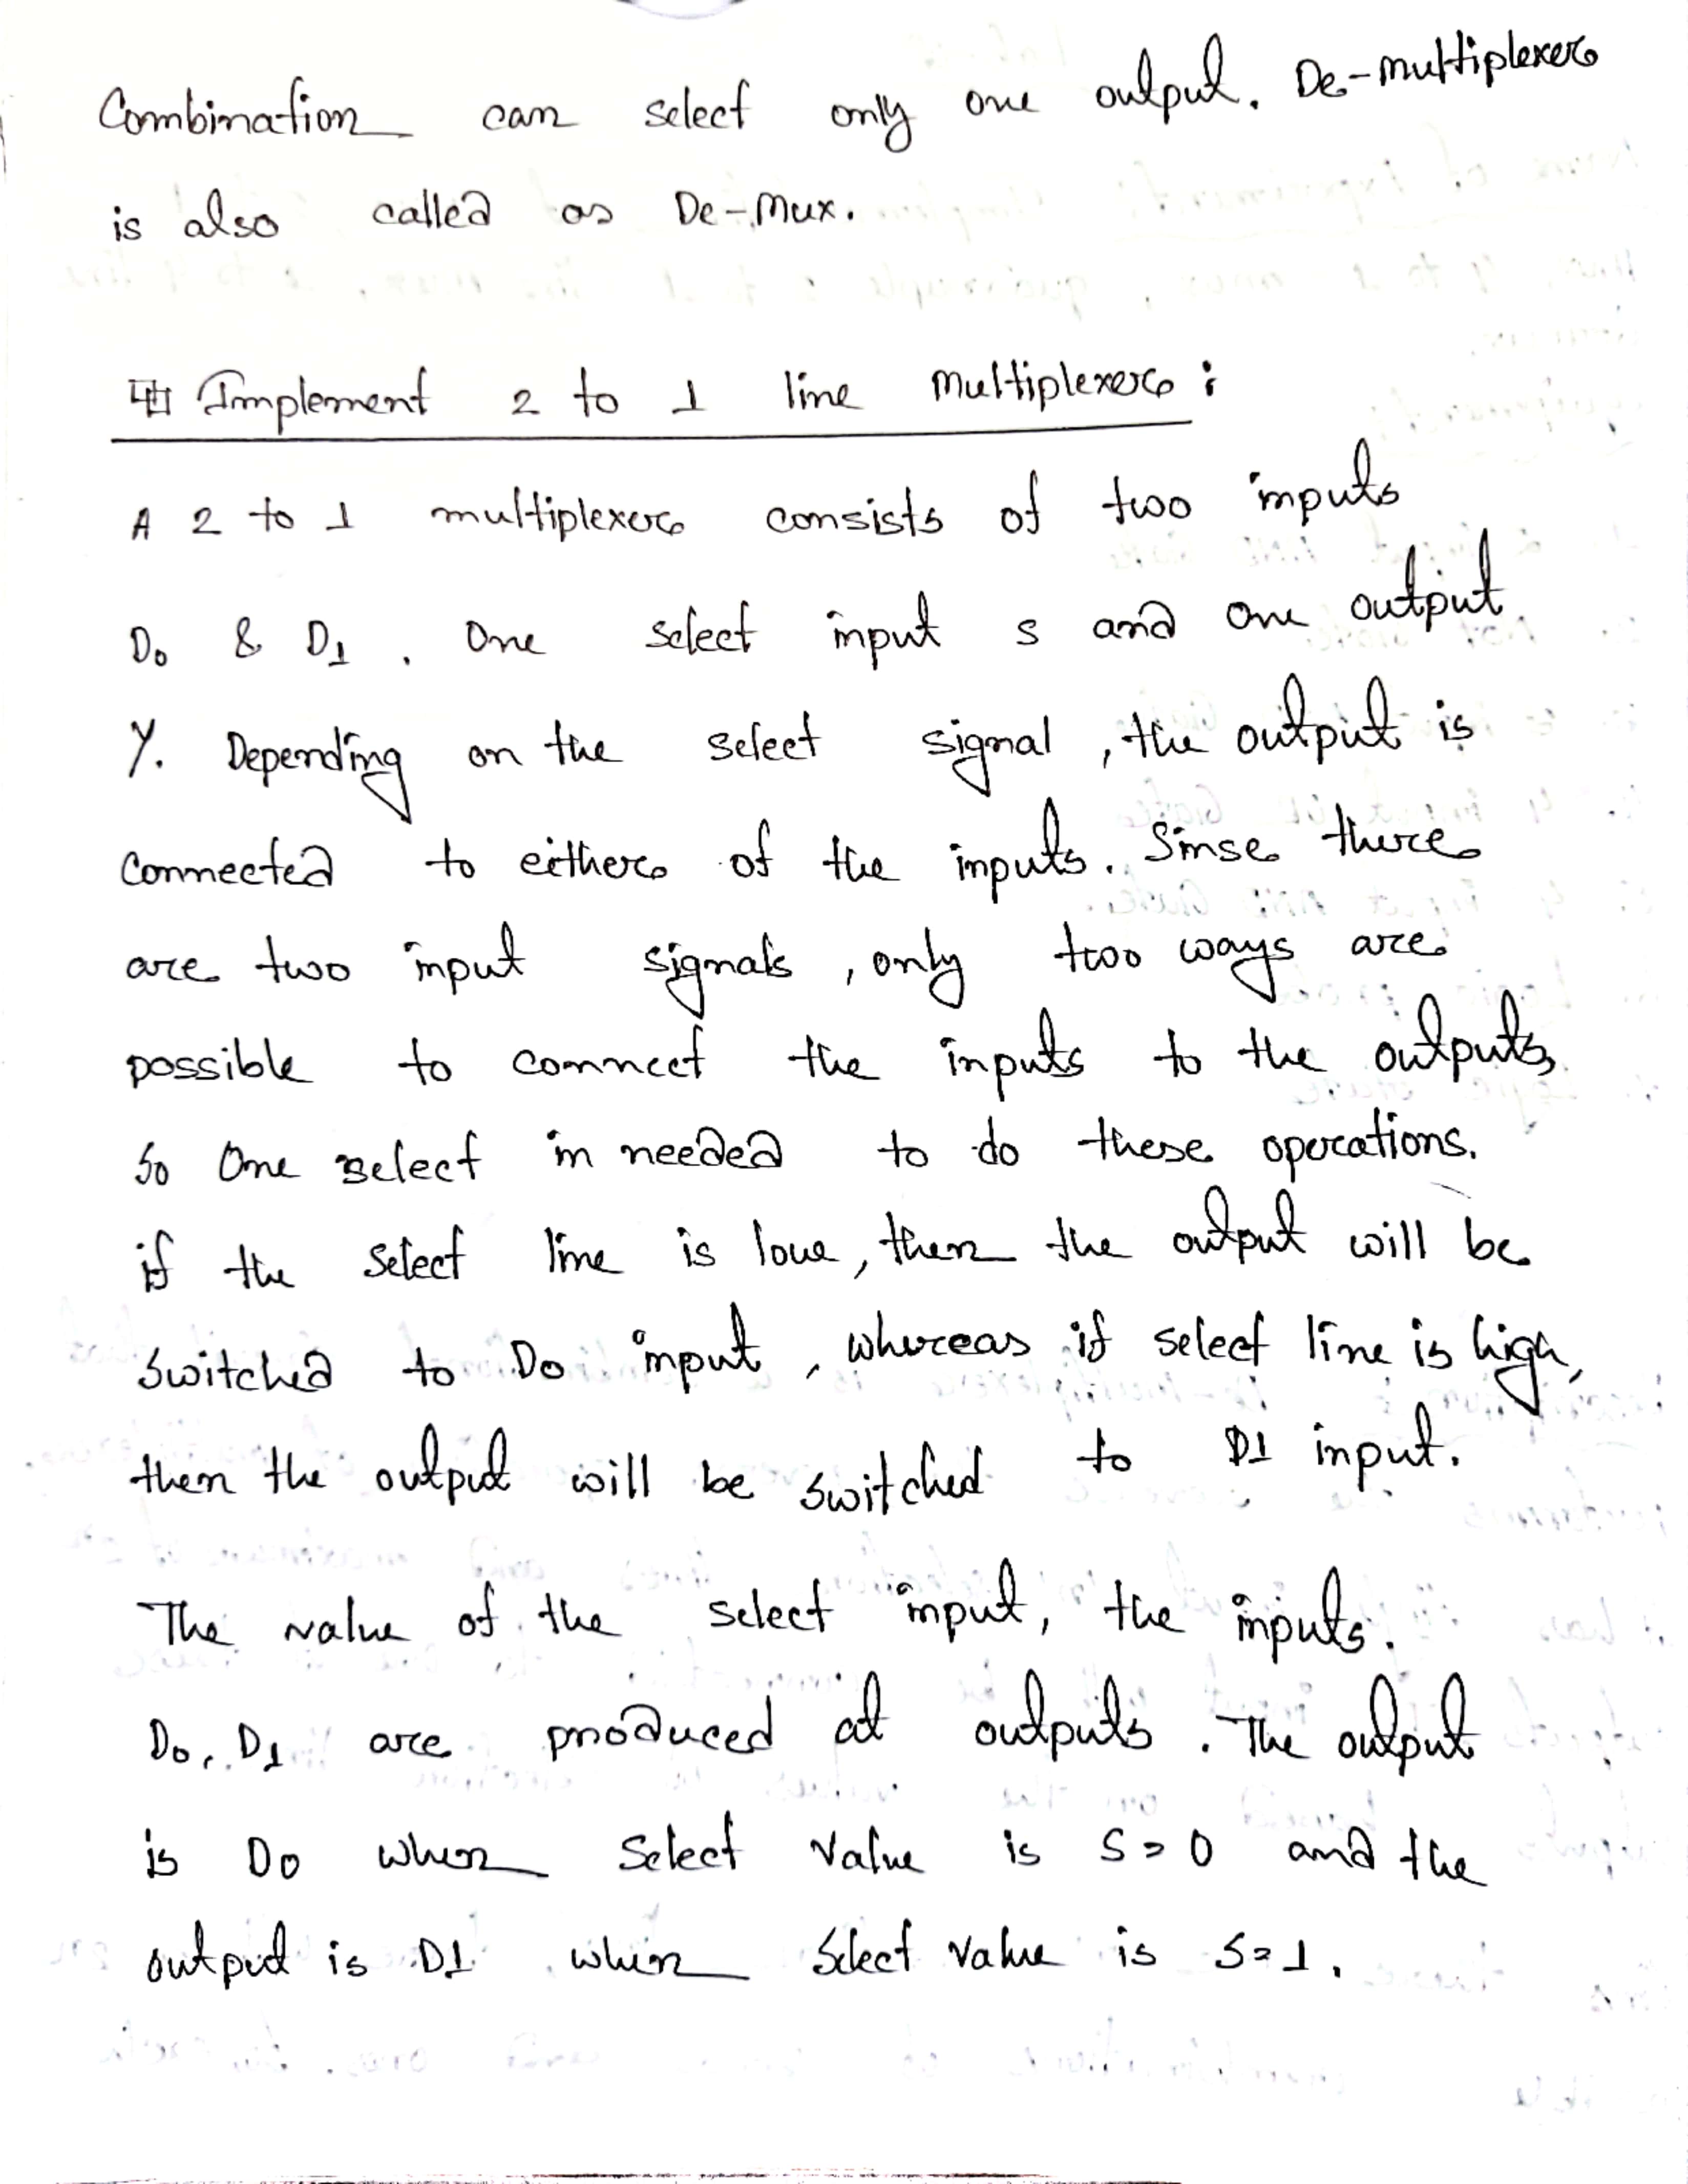 Combination can select only one output. De-multiplexer
is also called as De-Mux.
Implement 2 to 1 line Multiplexer :
A 2 to 1 multiplexer consists of two inputs
D0 & D1 . One select input s and one output
Y. Depending on the select signal , the output is
connected to either of the inputs. Sinse there
are two input signals , only two ways are
possible to connect the inputs to the outputs,
so One select in needed to do these operations.
if the select line is lowe, then the output will be
switched to D0 input , whereas if select line is high,
then the output will be switched to D1 input.
The value of the select input, the inputs.
D0, D1 are produced at outputs . The output
is D0 when select value is S=0 and the
output is D1 when select value is S=1.